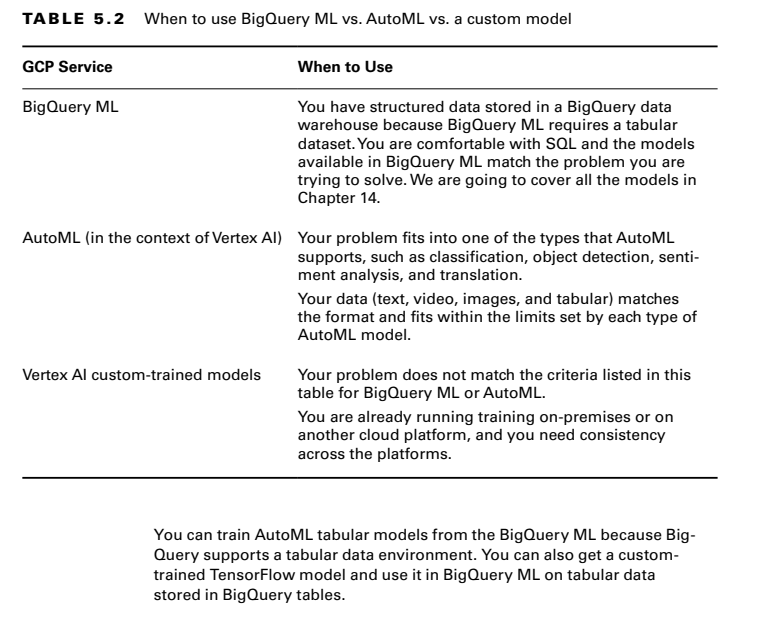 TABLE 5.2 When to use BigQuery ML vs. AutoML vs. a custom model
GCP Service When to Use
BigQuery ML You have structured data stored in a BigQuery data
warehouse because BigQuery ML requires a tabular
dataset. You are comfortable with SQL and the models
available in BigQuery ML match the problem you are
trying to solve. We are going to cover all the models in
Chapter 14.
AutoML (in the context of Vertex AI) Your problem fits into one of the types that AutoML
supports, such as classification, object detection, senti-
ment analysis, and translation.
Your data (text, video, images, and tabular) matches
the format and fits within the limits set by each type of
AutoML model.
Vertex AI custom-trained models Your problem does not match the criteria listed in this
table for BigQuery ML or AutoML.
You are already running training on-premises or on
another cloud platform, and you need consistency
across the platforms.
You can train AutoML tabular models from the BigQuery ML because Big-
Query supports a tabular data environment. You can also get a custom-
trained TensorFlow model and use it in BigQuery ML on tabular data
stored in BigQuery tables.